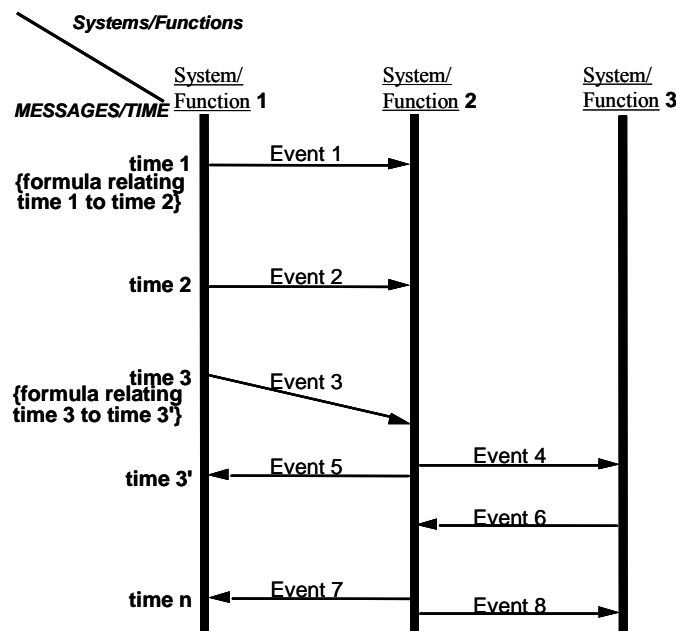 Systems/Functions
System/
Function 1
System/
Function 2
System/
Function 3
MESSAGES/TIME
time 1
{formula relating
time 1 to time 2}
Event 1
time 2
Event 2
time 3
{formula relating
time 3 to time 3'}
Event 3
Event 4
time 3'
Event 5
Event 6
time n
Event 7
Event 8